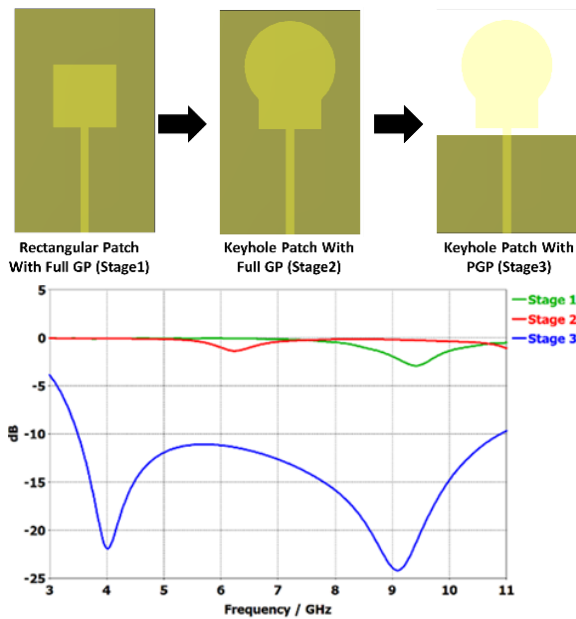 Rectangular Patch
With Full GP (Stage1)
Keyhole Patch With
Full GP (Stage2)
Keyhole Patch With
PGP (Stage3)
5
0
-5
-10
-15
-20
-25
dB
3 4 5 6 7 8 9 10 11
Frequency / GHz
Stage 1
Stage 2
Stage 3